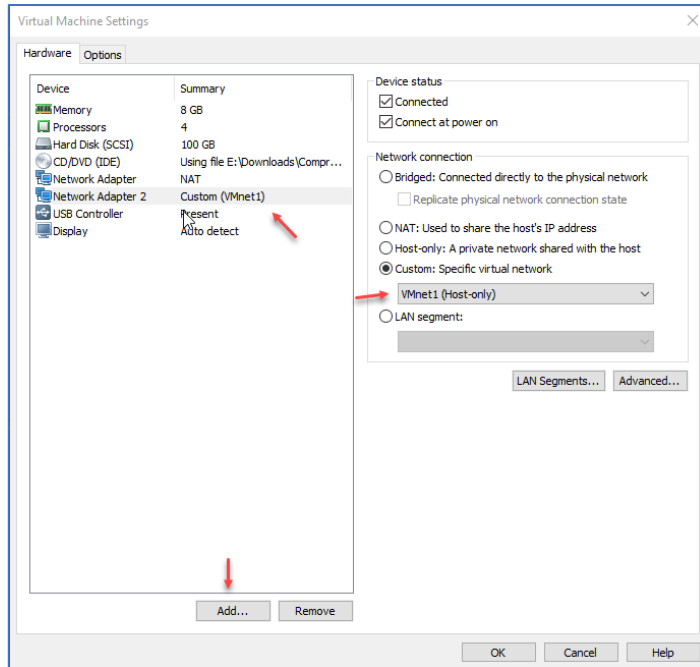 Virtual Machine Settings
Hardware Options
Device Summary
Memory 8 GB
Processors 4
Hard Disk (SCSI) 100 GB
CD/DVD (IDE) Using file E:\Downloads\Compr...
Network Adapter NAT
Network Adapter 2 Custom (VMnet1)
USB Controller Present
Display Auto detect
Add... Remove
Device status
Connected
Connect at power on
Network connection
Bridged: Connected directly to the physical network
Replicate physical network connection state
NAT: Used to share the host's IP address
Host-only: A private network shared with the host
Custom: Specific virtual network
VMnet1 (Host-only)
LAN segment:
LAN Segments... Advanced...
OK Cancel Help